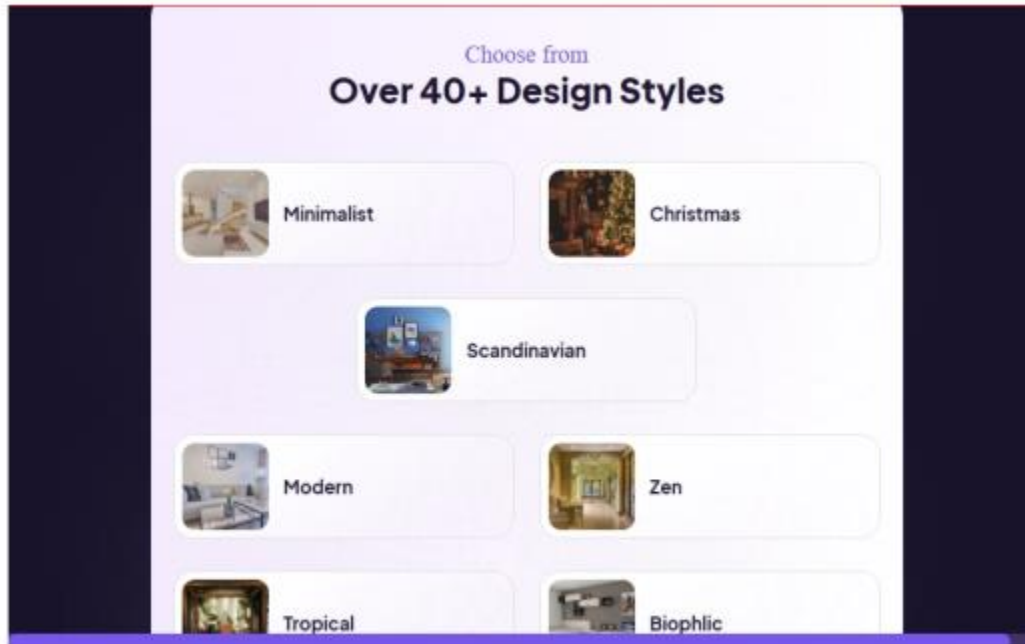 Choose from
Over 40+ Design Styles
Minimalist
Christmas
Scandinavian
Modern
Zen
Tropical
Biophlic